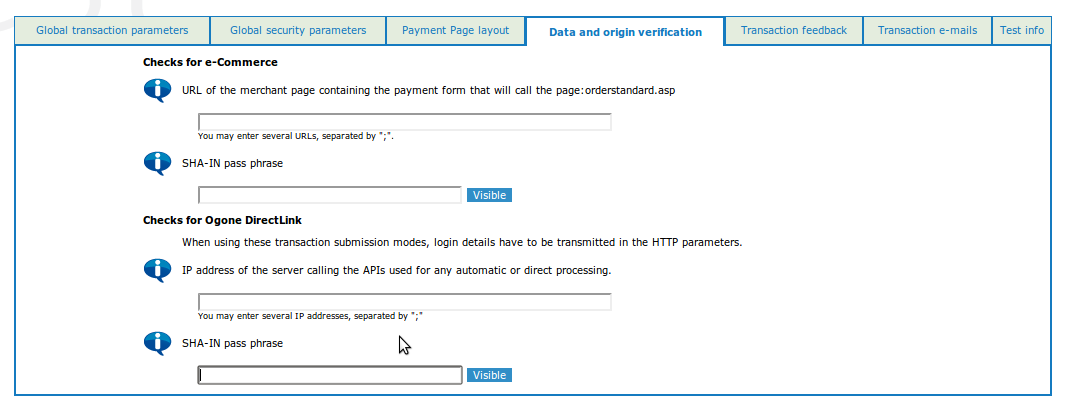 Global transaction parameters
Global security parameters
Payment Page layout
Data and origin verification
Transaction feedback
Transaction e-mails
Test info
Checks for e-Commerce
URL of the merchant page containing the payment form that will call the page:orderstandard.asp
You may enter several URLs, separated by ";".
SHA-IN pass phrase
Visible
Checks for Ogone DirectLink
When using these transaction submission modes, login details have to be transmitted in the HTTP parameters.
IP address of the server calling the APIs used for any automatic or direct processing.
You may enter several IP addresses, separated by ";"
SHA-IN pass phrase
Visible